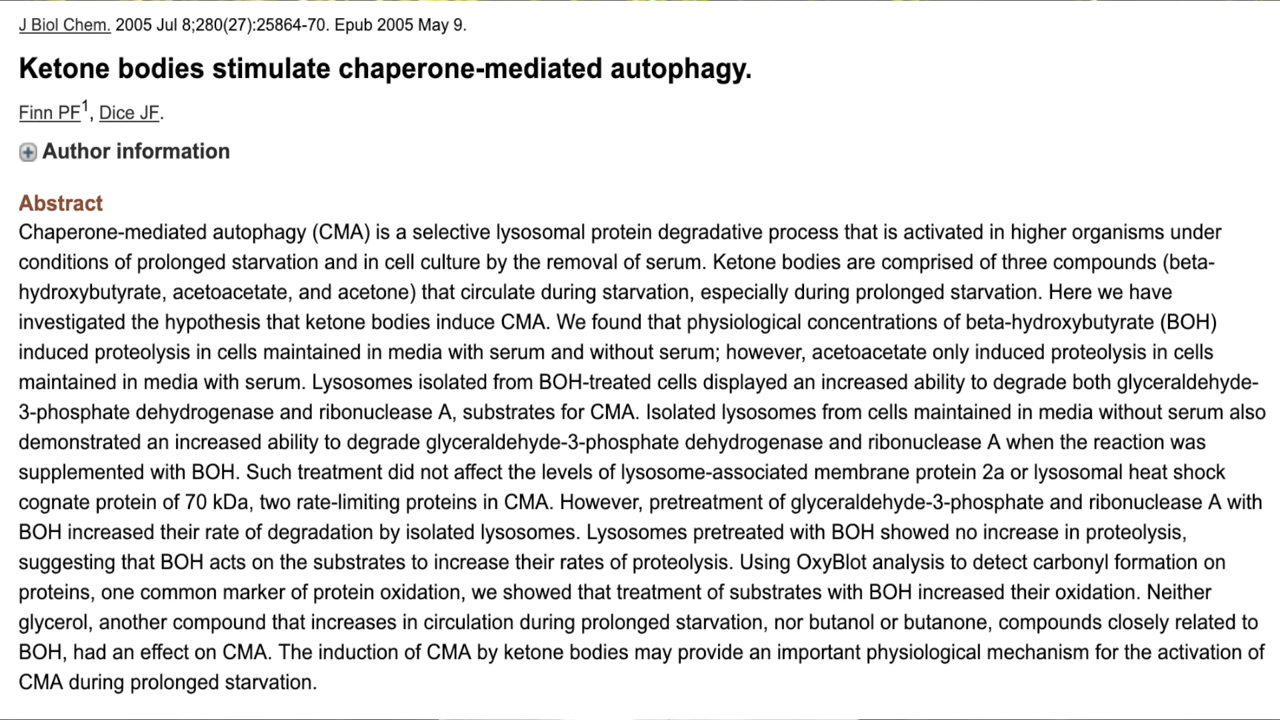 J Biol Chem. 2005 Jul 8;280(27):25864-70. Epub 2005 May 9.
Ketone bodies stimulate chaperone-mediated autophagy.
Finn PF1, Dice JF.
Author information
Abstract
Chaperone-mediated autophagy (CMA) is a selective lysosomal protein degradative process that is activated in higher organisms under
conditions of prolonged starvation and in cell culture by the removal of serum. Ketone bodies are comprised of three compounds (beta-
hydroxybutyrate, acetoacetate, and acetone) that circulate during starvation, especially during prolonged starvation. Here we have
investigated the hypothesis that ketone bodies induce CMA. We found that physiological concentrations of beta-hydroxybutyrate (BOH)
induced proteolysis in cells maintained in media with serum and without serum; however, acetoacetate only induced proteolysis in cells
maintained in media with serum. Lysosomes isolated from BOH-treated cells displayed an increased ability to degrade both glyceraldehyde-
3-phosphate dehydrogenase and ribonuclease A, substrates for CMA. Isolated lysosomes from cells maintained in media without serum also
demonstrated an increased ability to degrade glyceraldehyde-3-phosphate dehydrogenase and ribonuclease A when the reaction was
supplemented with BOH. Such treatment did not affect the levels of lysosome-associated membrane protein 2a or lysosomal heat shock
cognate protein of 70 kDa, two rate-limiting proteins in CMA. However, pretreatment of glyceraldehyde-3-phosphate and ribonuclease A with
BOH increased their rate of degradation by isolated lysosomes. Lysosomes pretreated with BOH showed no increase in proteolysis,
suggesting that BOH acts on the substrates to increase their rates of proteolysis. Using OxyBlot analysis to detect carbonyl formation on
proteins, one common marker of protein oxidation, we showed that treatment of substrates with BOH increased their oxidation. Neither
glycerol, another compound that increases in circulation during prolonged starvation, nor butanol or butanone, compounds closely related to
BOH, had an effect on CMA. The induction of CMA by ketone bodies may provide an important physiological mechanism for the activation of
CMA during prolonged starvation.